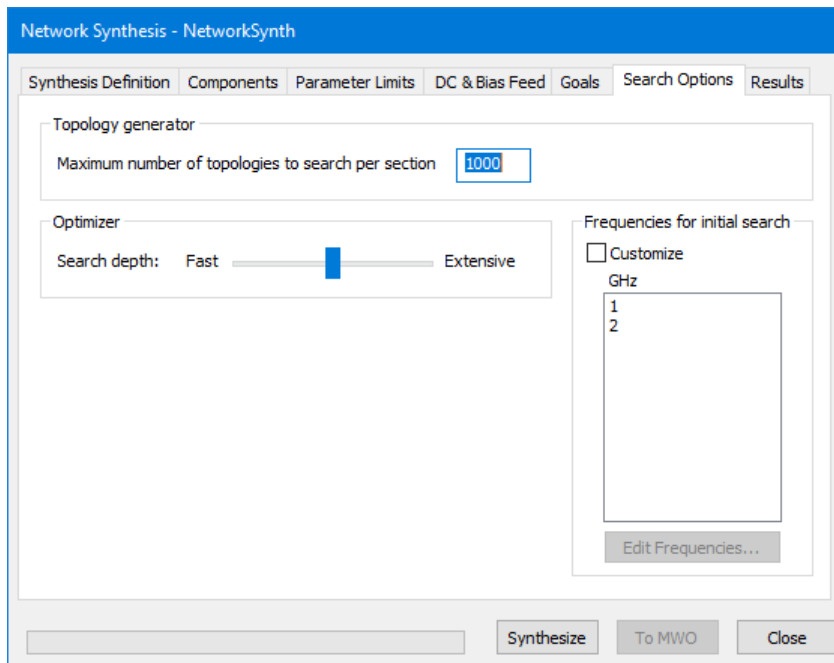 Network Synthesis - NetworkSynth
Synthesis Definition Components Parameter Limits DC & Bias Feed Goals Search Options Results
Topology generator
Maximum number of topologies to search per section 1000
Optimizer
Search depth: Fast Extensive
Frequencies for initial search
Customize
GHz
1
2
Edit Frequencies...
Synthesize To MWO Close